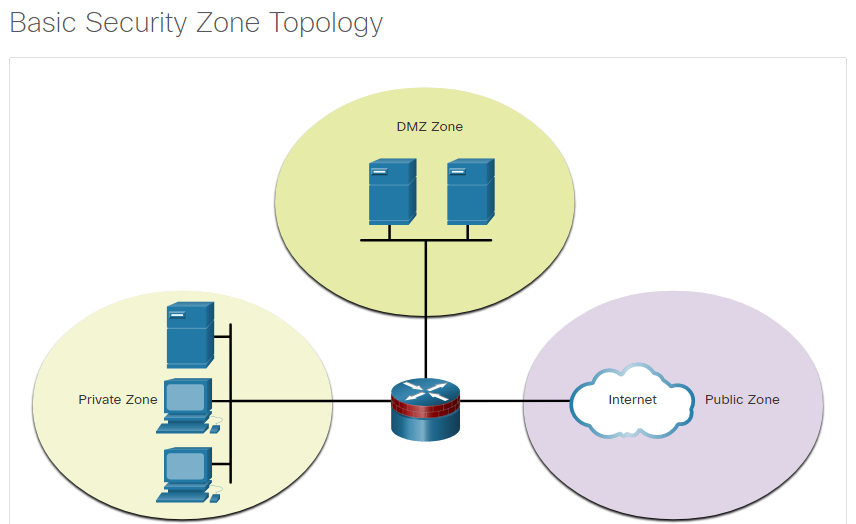 Basic Security Zone Topology
DMZ Zone
Private Zone
Internet
Public Zone